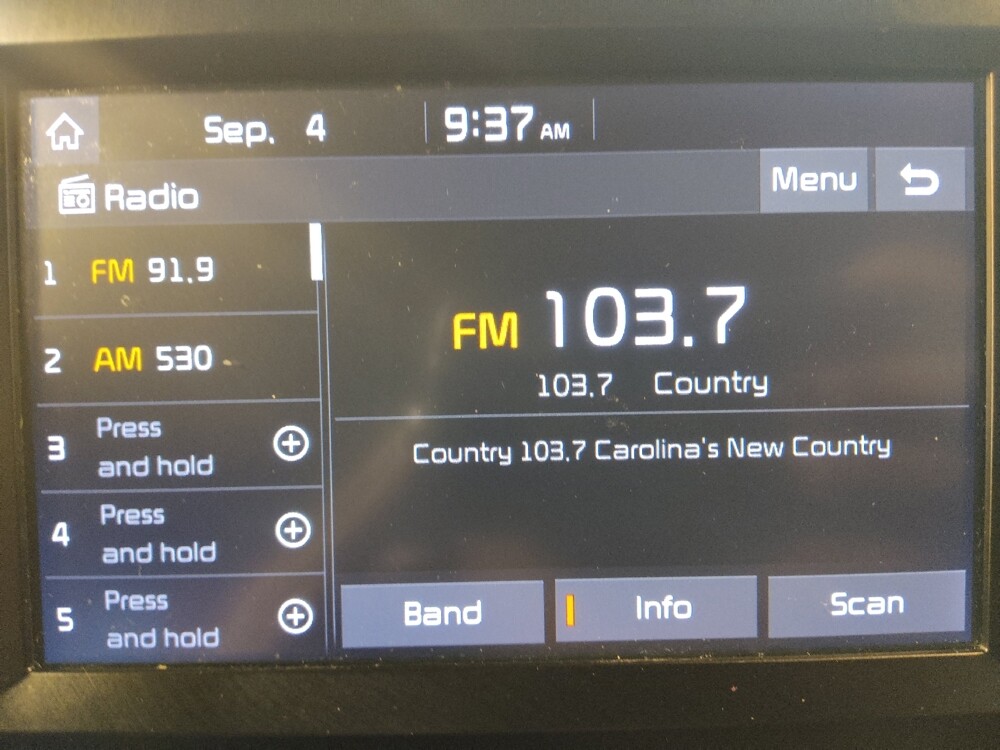 Sep. 4 9:37 AM
Radio Menu
1 FM 91.9
2 AM 530
3 Press and hold
4 Press and hold
5 Press and hold
FM 103.7
103.7 Country
Country 103.7 Carolina's New Country
Band Info Scan